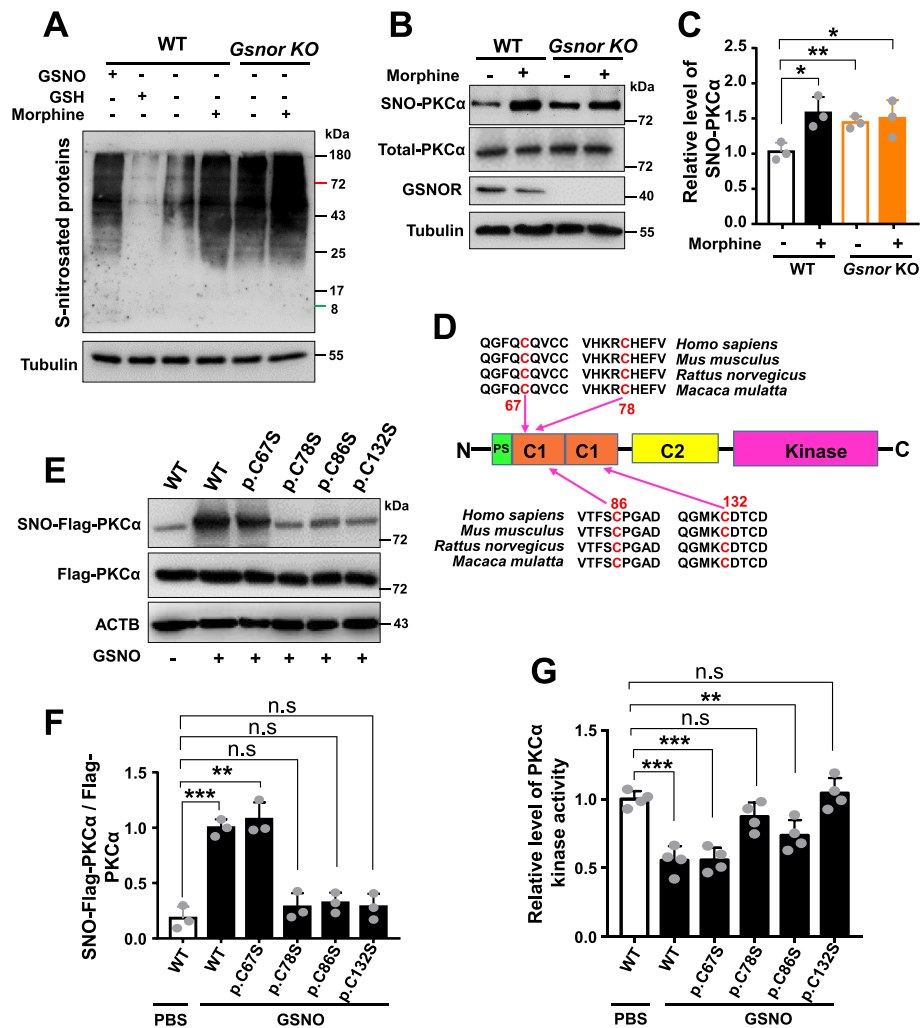 A
WT
Gsnor KO
GSNO + - - - - -
GSH - + - - - -
Morphine - - - + - +
kDa
180
72
43
25
17
8
55
S-nitrosated proteins
Tubulin
B
WT
Gsnor KO
Morphine - + - +
kDa
SNO-PKCα
72
Total-PKCα
72
GSNOR
40
Tubulin
55
C
Relative level of
SNO-PKCα
2.5
2.0
1.5
1.0
0.5
0.0
*
**
*
Morphine - + - +
WT
Gsnor KO
D
QGFQCQVCC VHKRCHEFV Homo sapiens
QGFQCQVCC VHKRCHEFV Mus musculus
QGFQCQVCC VHKRCHEFV Rattus norvegicus
QGFQCQVCC VHKRCHEFV Macaca mulatta
67 78
N PS C1 C1 C2 Kinase C
86 132
Homo sapiens VTFSCPGAD QGMKCDTCD
Mus musculus VTFSCPGAD QGMKCDTCD
Rattus norvegicus VTFSCPGAD QGMKCDTCD
Macaca mulatta VTFSCPGAD QGMKCDTCD
E
WT WT p.C67S p.C78S p.C86S p.C132S
kDa
SNO-Flag-PKCα
72
Flag-PKCα
72
ACTB
43
GSNO - + + + + +
F
SNO-Flag-PKCα / Flag-
PKCα
1.5
1.0
0.5
0.0
n.s
n.s
n.s
**
***
WT WT p.C67S p.C78S p.C86S p.C132S
PBS GSNO
G
Relative level of PKCα
kinase activity
1.5
1.0
0.5
0.0
n.s
**
n.s
***
***
WT WT p.C67S p.C78S p.C86S p.C132S
PBS GSNO